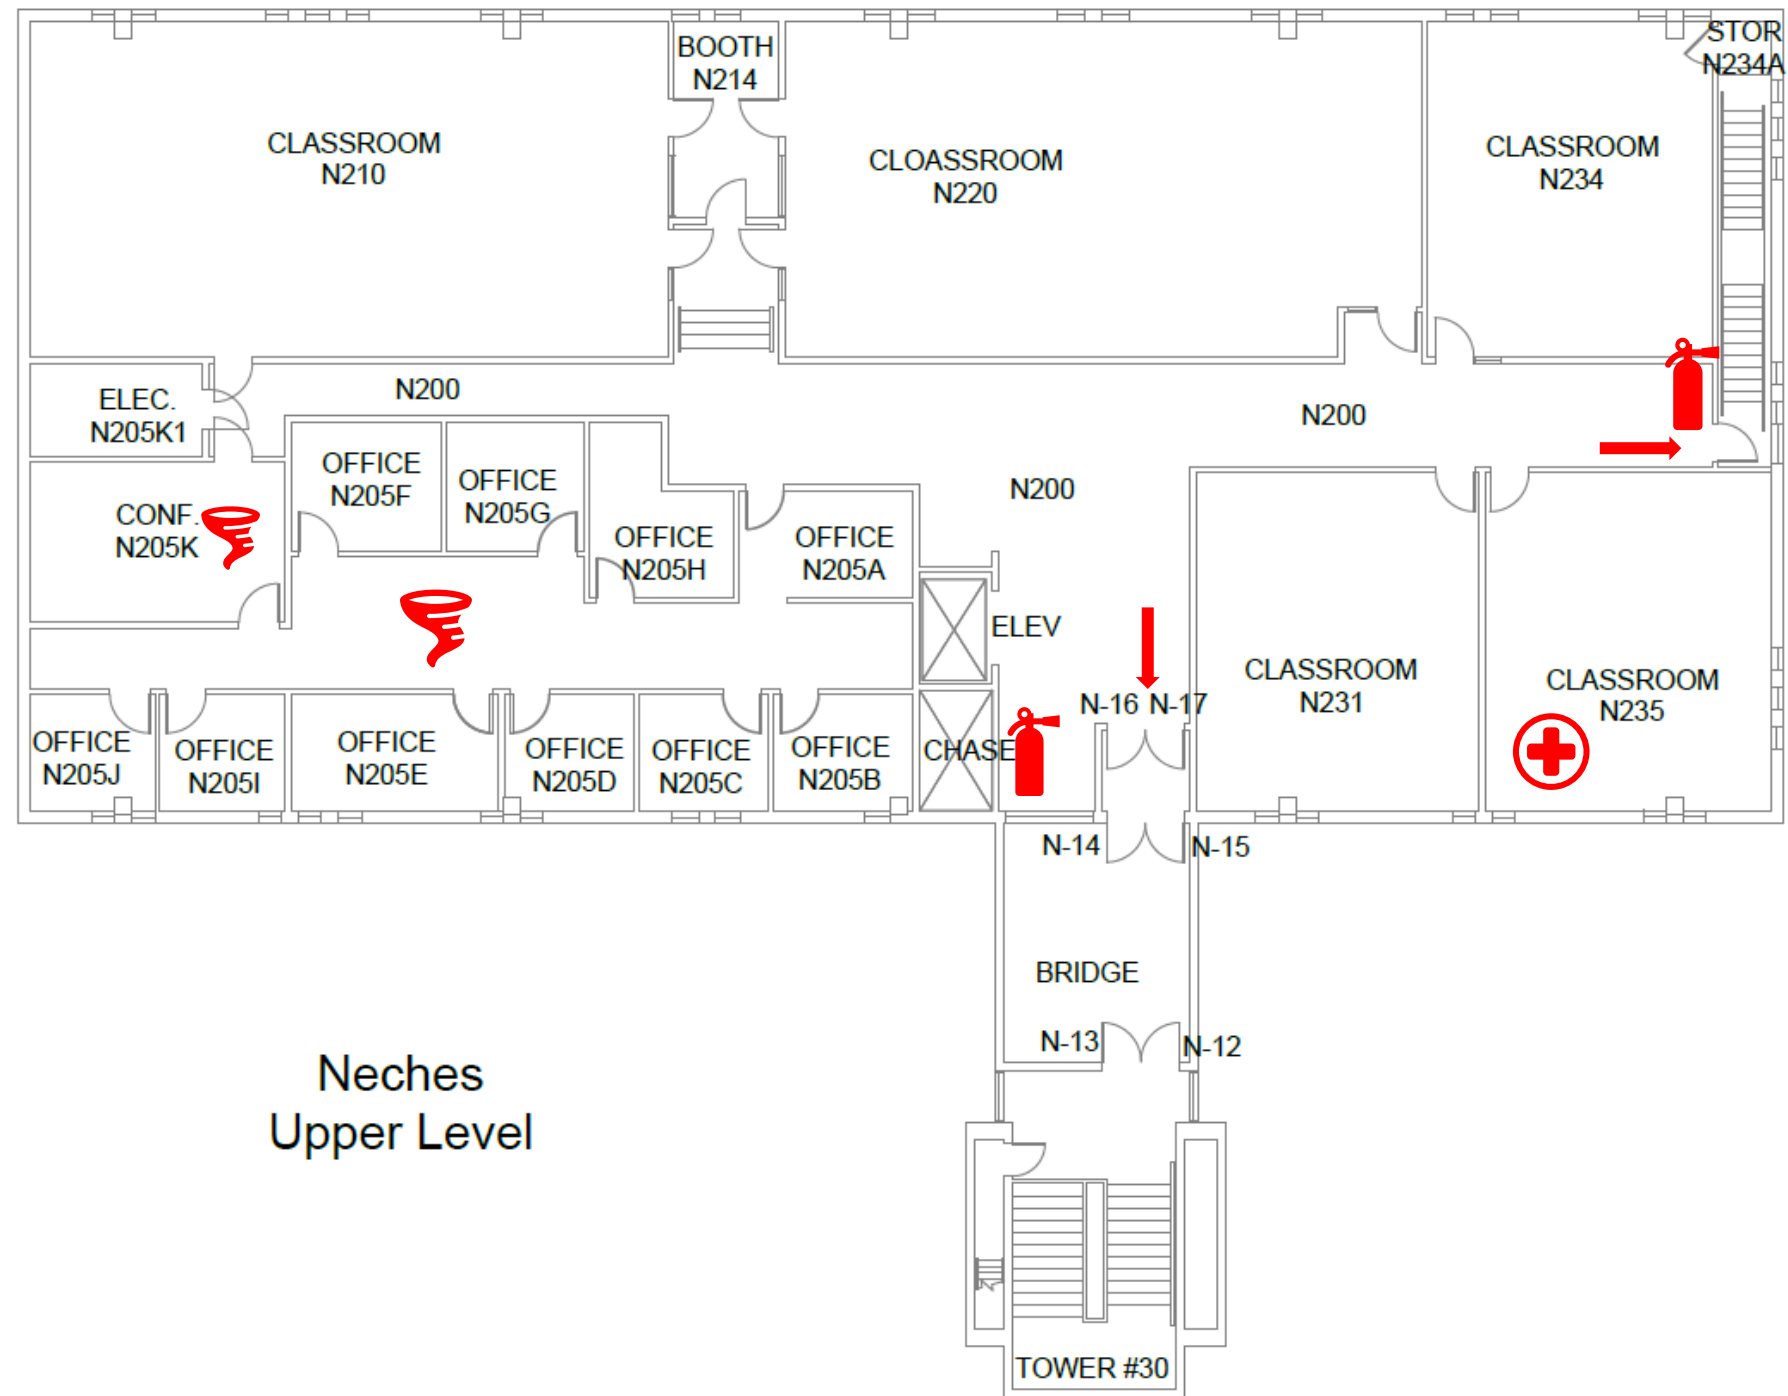 BOOTH
N214
STOR
N234A
CLASSROOM
N210
CLOASSROOM
N220
CLASSROOM
N234
ELEC.
N205K1
N200
N200
N200
CONF.
N205K
OFFICE
N205F
OFFICE
N205G
OFFICE
N205H
OFFICE
N205A
ELEV
CLASSROOM
N231
CLASSROOM
N235
N-16
N-17
OFFICE
N205J
OFFICE
N205I
OFFICE
N205E
OFFICE
N205D
OFFICE
N205C
OFFICE
N205B
CHASE
N-14
N-15
BRIDGE
N-13
N-12
Neches
Upper Level
TOWER #30